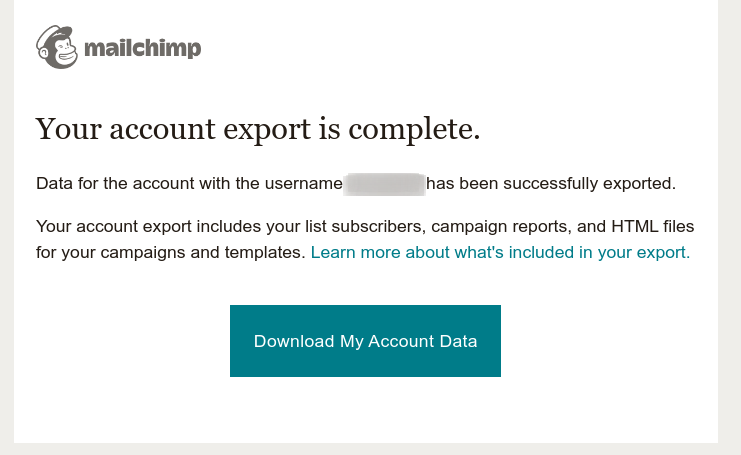 mailchimp
Your account export is complete.
Data for the account with the username has been successfully exported.
Your account export includes your list subscribers, campaign reports, and HTML files
for your campaigns and templates. Learn more about what's included in your export.
Download My Account Data